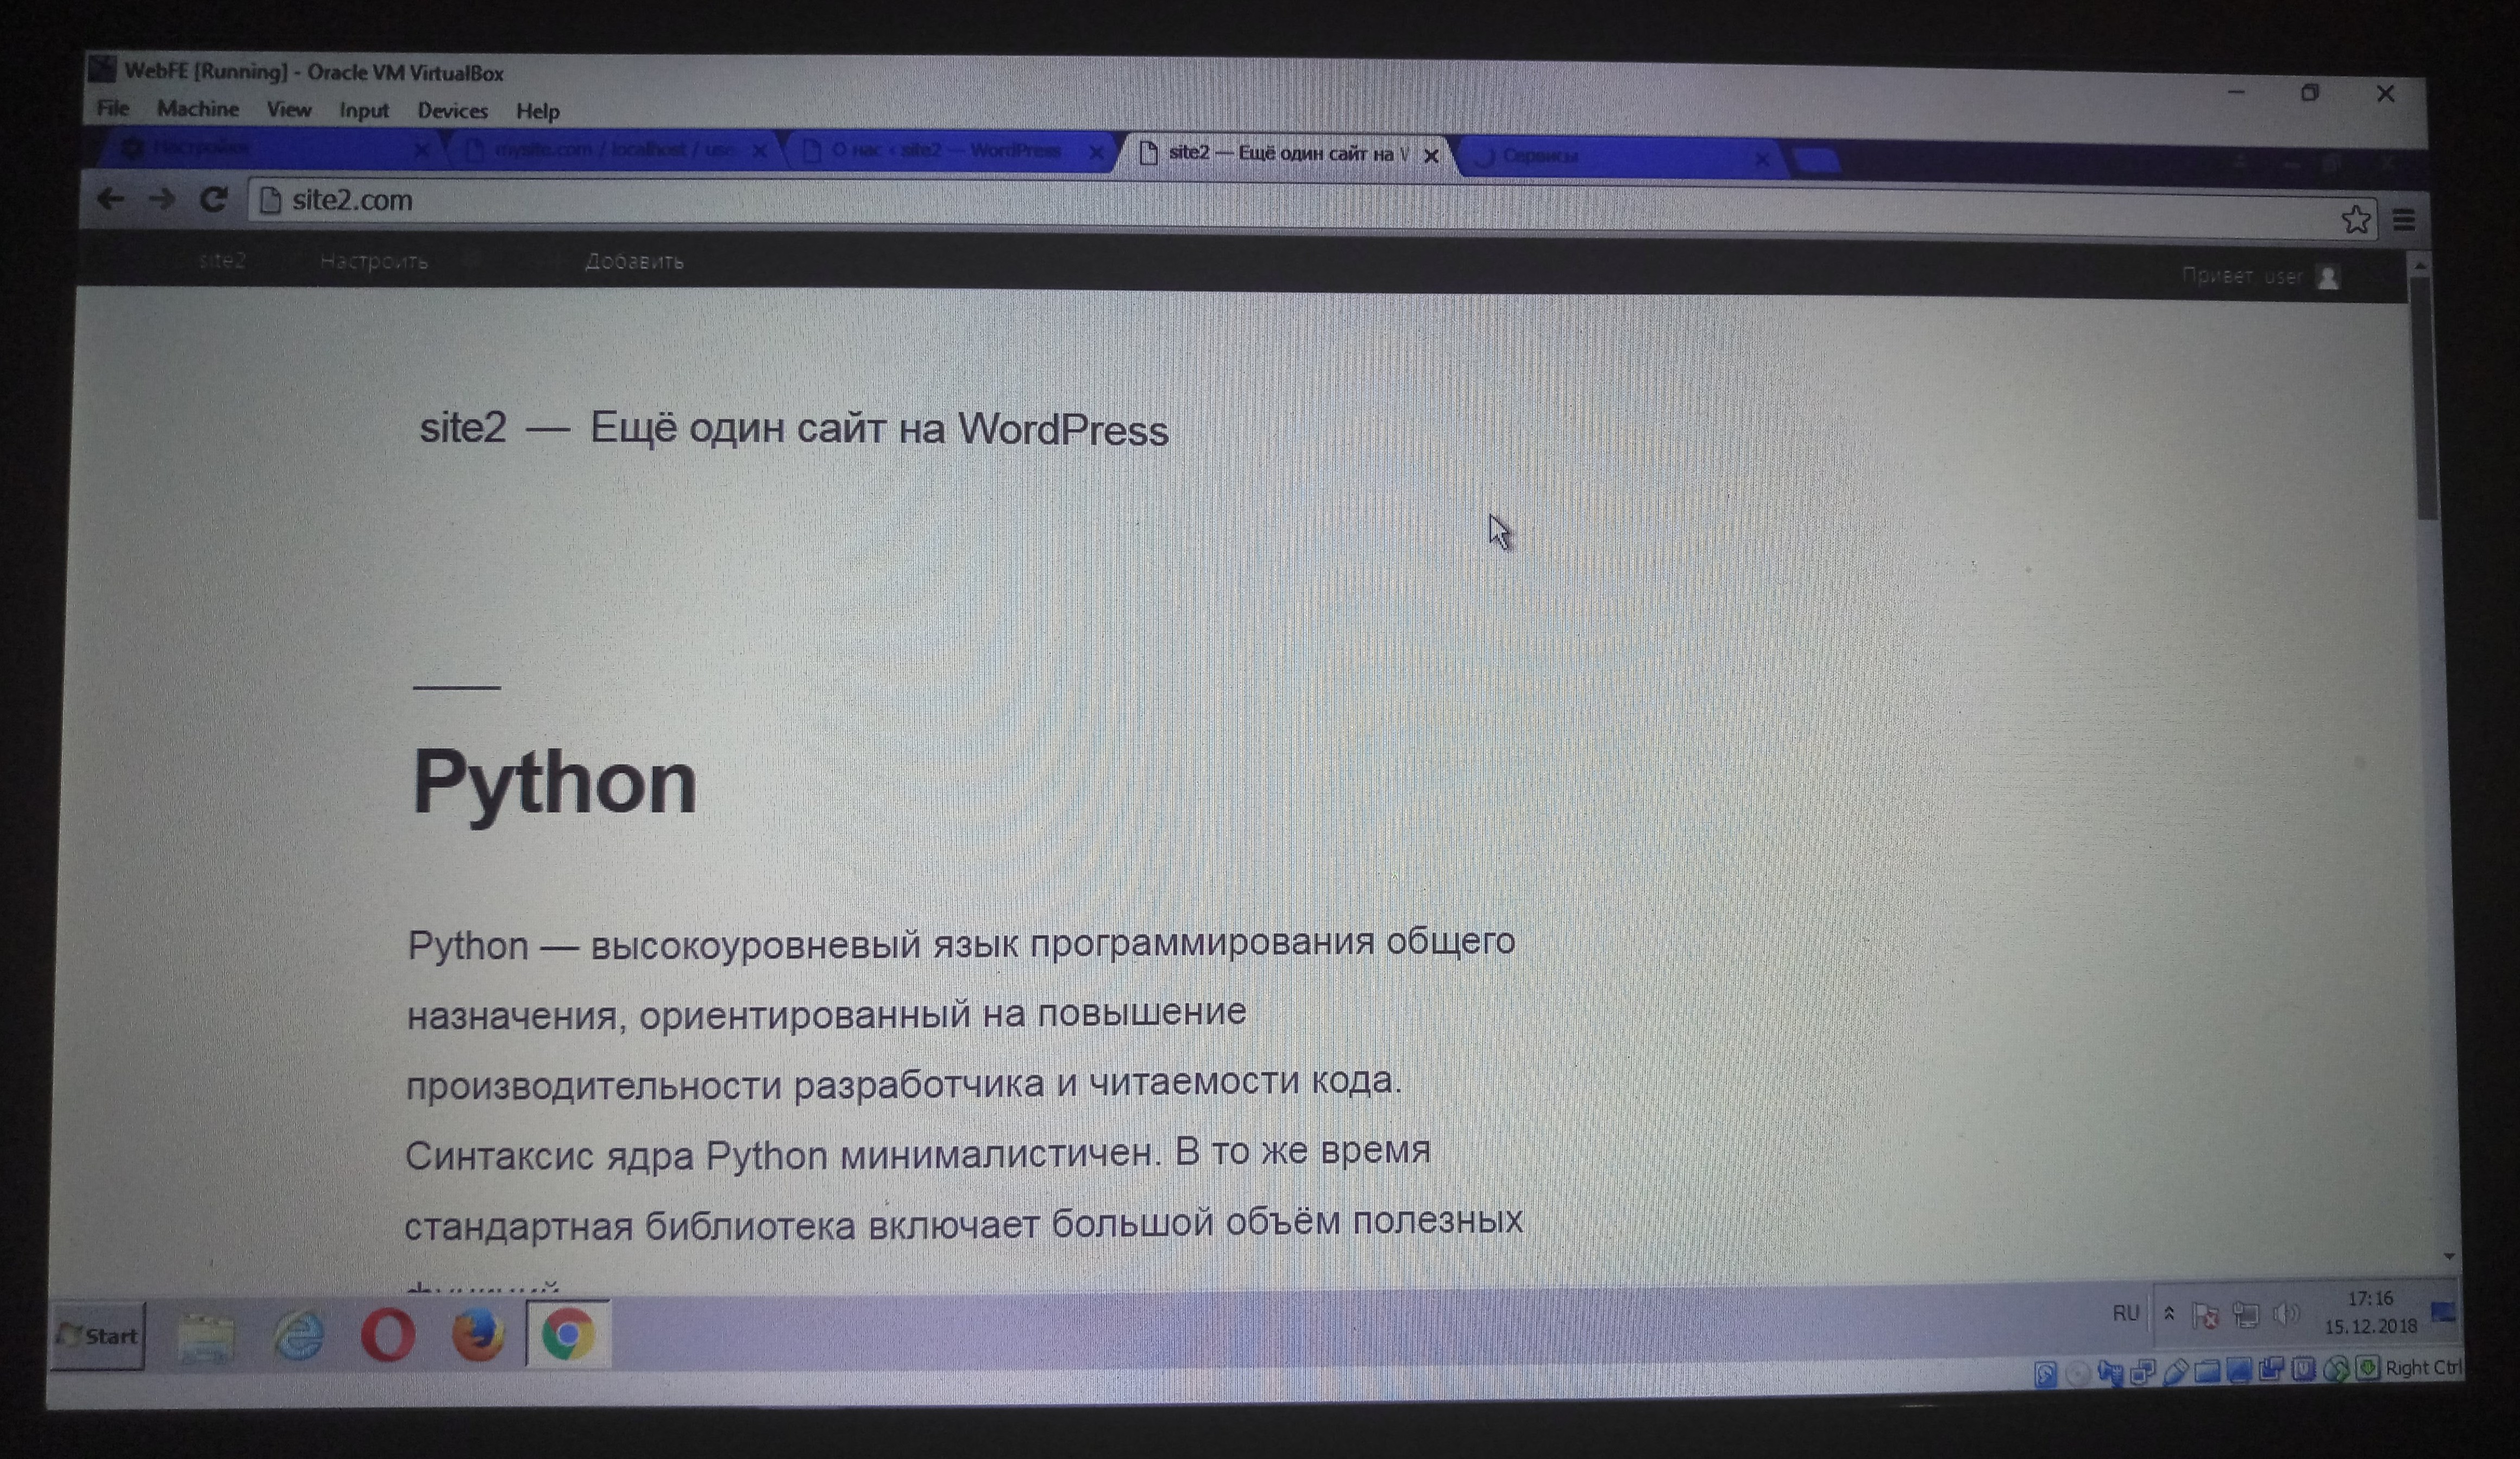 WebFE [Running] - Oracle VM VirtualBox
File Machine View Input Devices Help
Настройки mysite.com / localhost / use О нас ‹ site2 — WordPress site2 — Ещё один сайт на V Сервисы
site2.com
site2 Настроить Добавить Привет user
site2 — Ещё один сайт на WordPress
Python
Python — высокоуровневый язык программирования общего
назначения, ориентированный на повышение
производительности разработчика и читаемости кода.
Синтаксис ядра Python минималистичен. В то же время
стандартная библиотека включает большой объём полезных
Start RU 17:16
15.12.2018
Right Ctrl